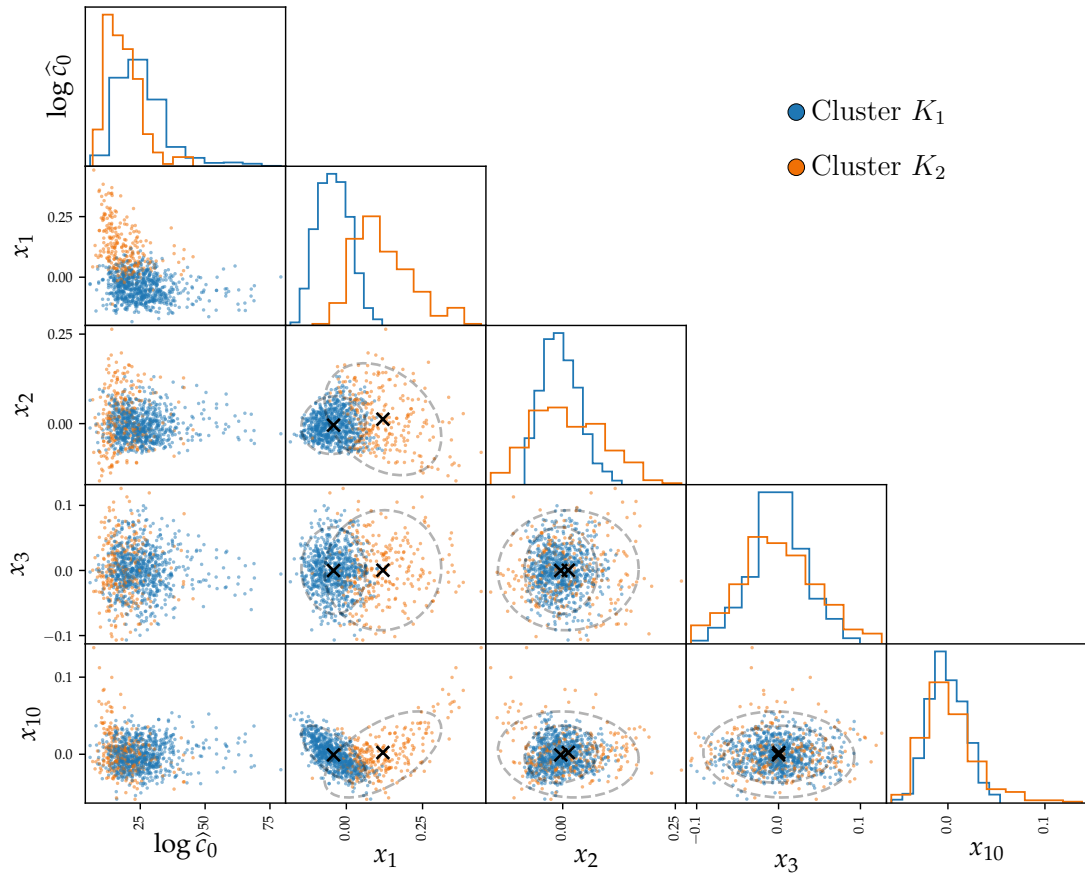 log ĉ₀
Cluster K₁
Cluster K₂
x₁
0.25
0.00
x₂
0.25
0.00
x₃
0.1
0.0
−0.1
x₁₀
0.1
0.0
25 50 75
0.00 0.25
0.00 0.25
−0.1 0.0 0.1
0.0 0.1
log ĉ₀
x₁
x₂
x₃
x₁₀